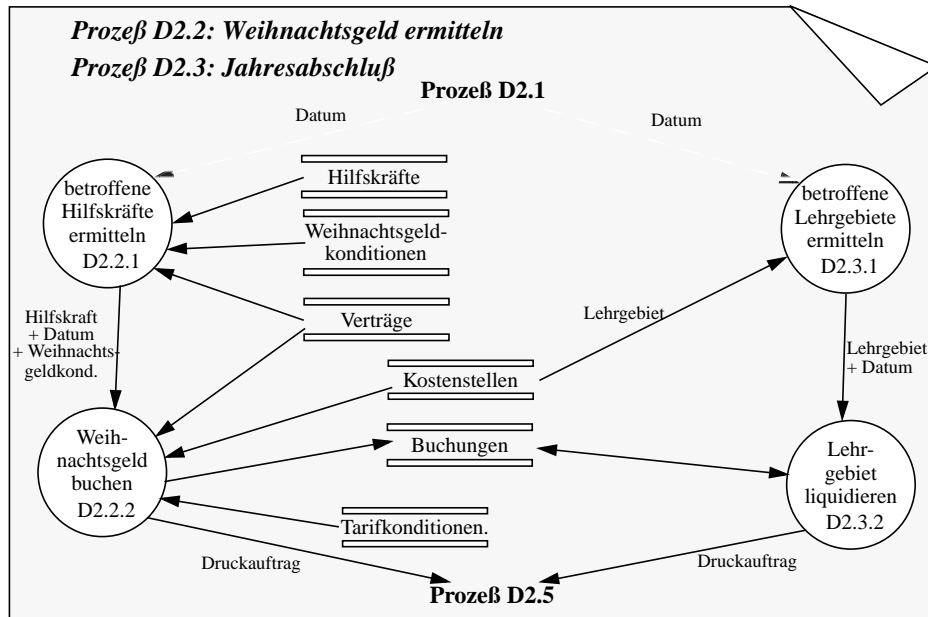 Prozeß D2.2: Weihnachtsgeld ermitteln
Prozeß D2.3: Jahresabschluß
Prozeß D2.1
Datum
Datum
betroffene
Hilfskräfte
ermitteln
D2.2.1
Hilfskräfte
Weihnachtsgeld-
konditionen
Verträge
betroffene
Lehrgebiete
ermitteln
D2.3.1
Hilfskraft
+ Datum
+ Weihnachts-
geldkond.
Lehrgebiet
Lehrgebiet
+ Datum
Kostenstellen
Buchungen
Weih-
nachtsgeld
buchen
D2.2.2
Tarifkonditionen.
Lehr-
gebiet
liquidieren
D2.3.2
Druckauftrag
Druckauftrag
Prozeß D2.5